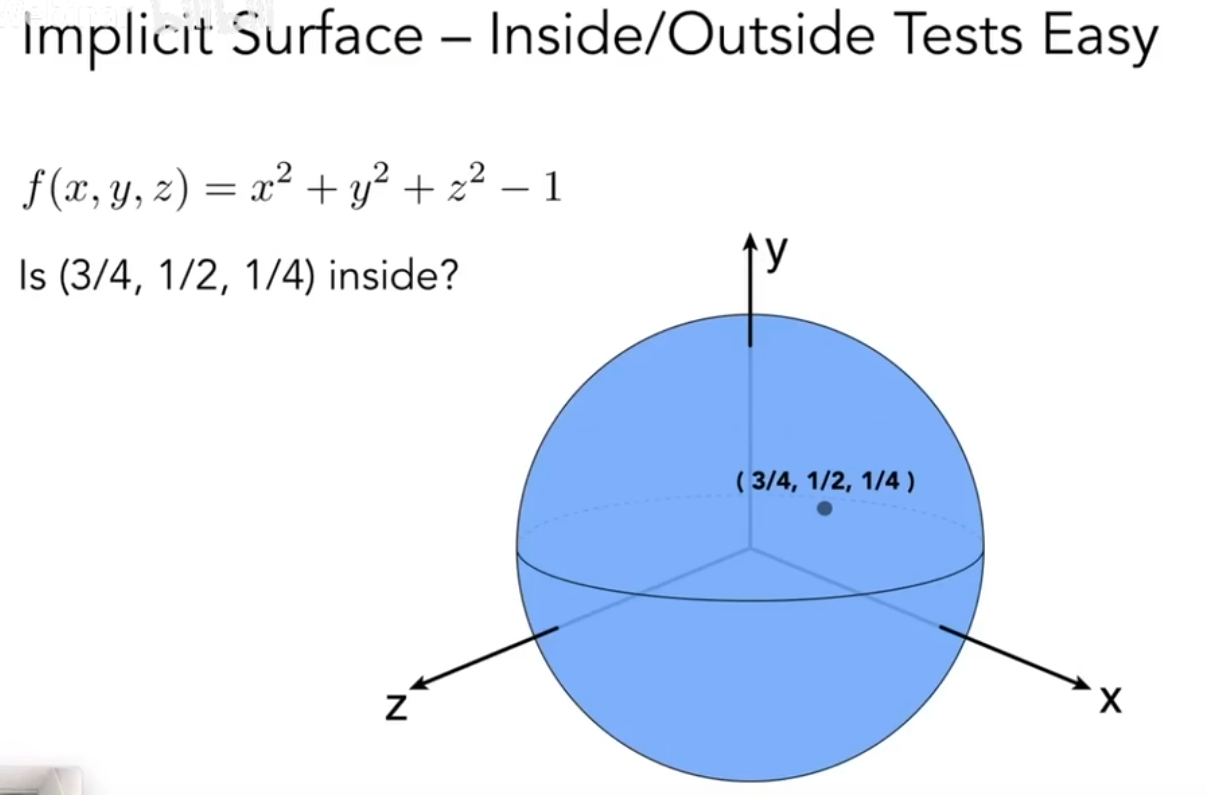 Implicit Surface – Inside/Outside Tests Easy
f(x, y, z) = x² + y² + z² − 1
Is (3/4, 1/2, 1/4) inside?
y
( 3/4, 1/2, 1/4 )
z
x